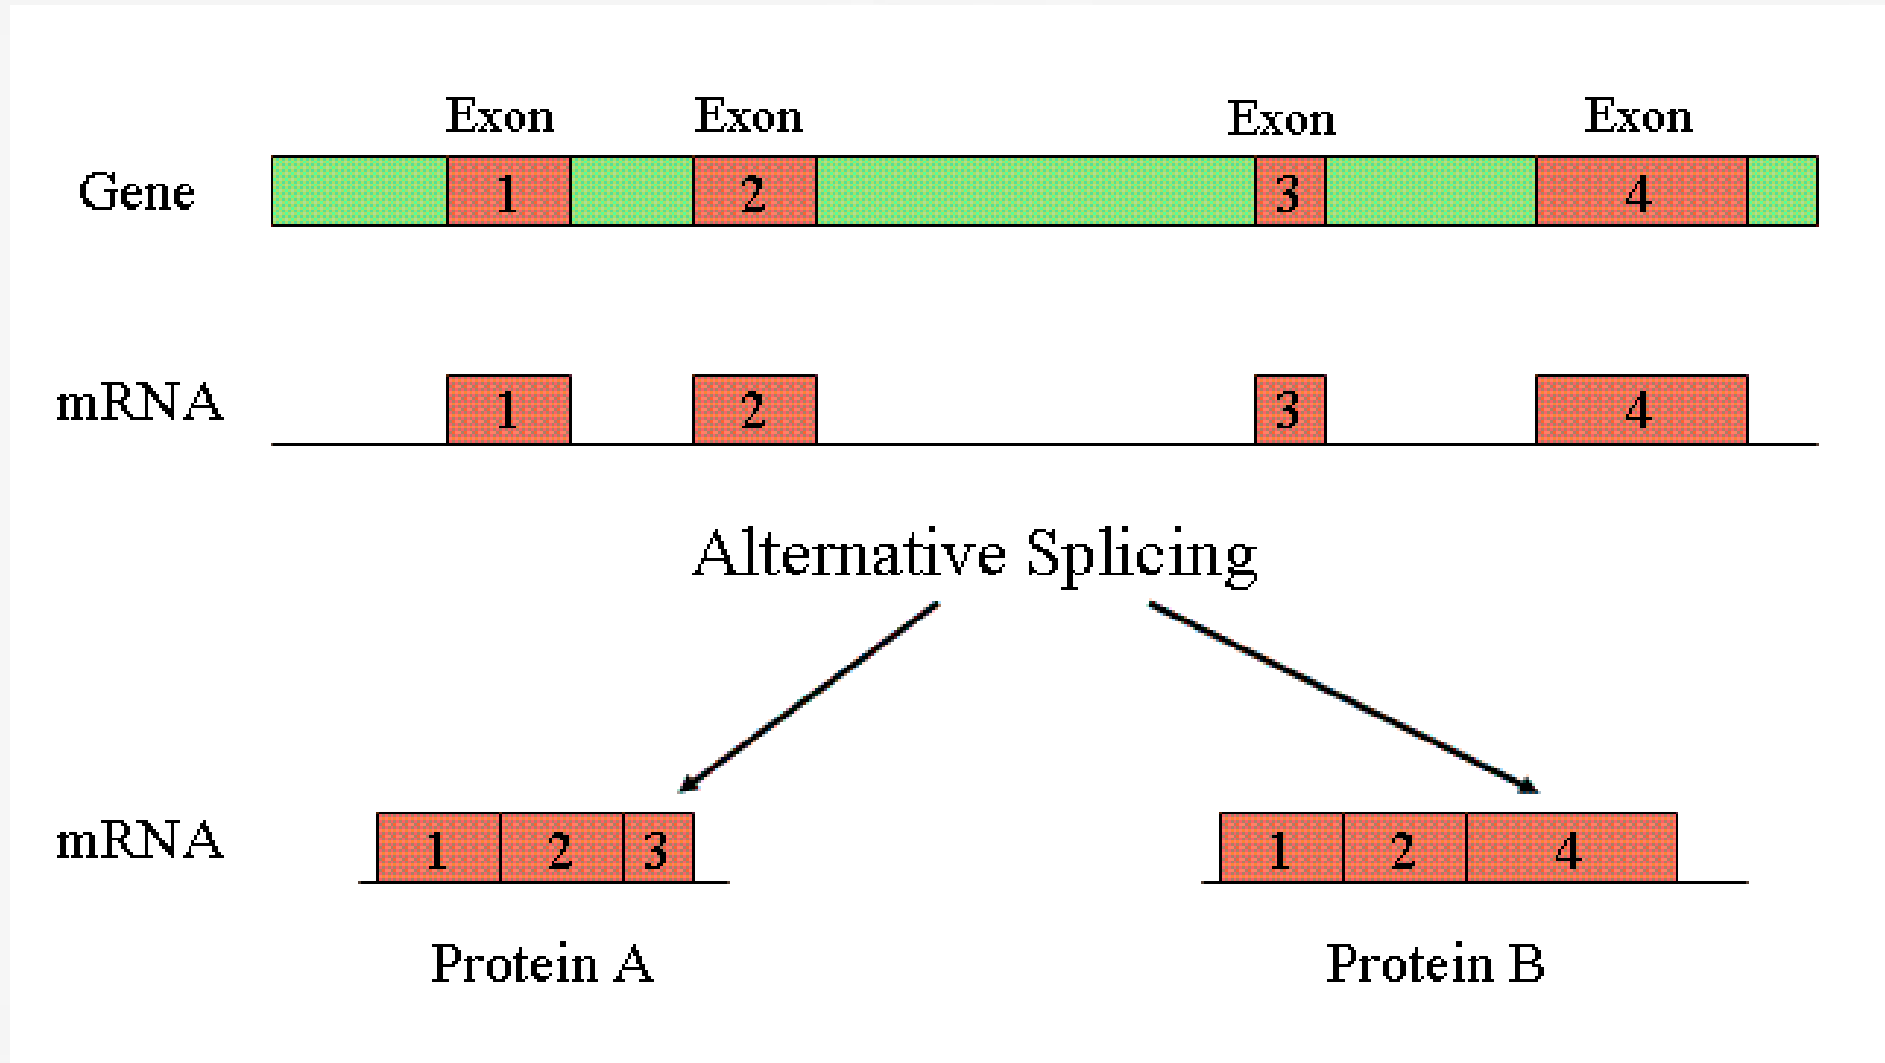 Exon Exon Exon Exon
Gene 1 2 3 4
mRNA 1 2 3 4
Alternative Splicing
mRNA 1 2 3 1 2 4
Protein A Protein B